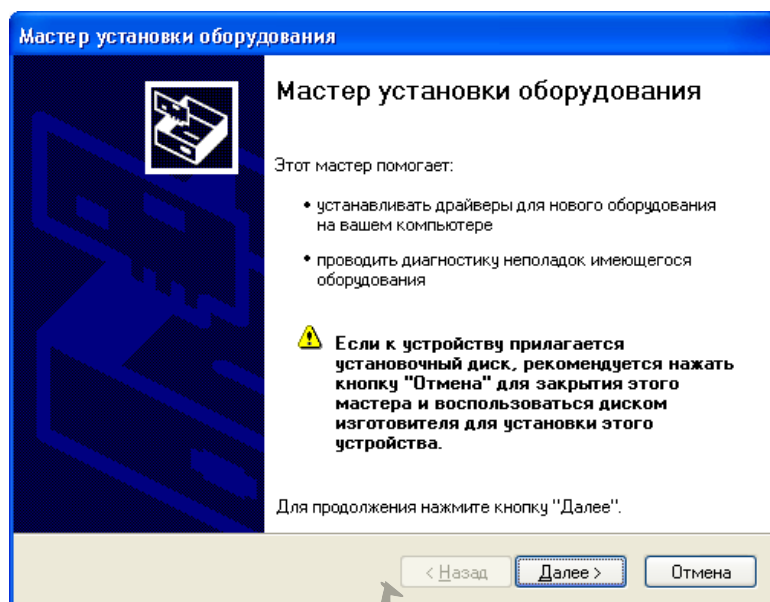 Мастер установки оборудования
Мастер установки оборудования
Этот мастер помогает:
• устанавливать драйверы для нового оборудования
на вашем компьютере
• проводить диагностику неполадок имеющегося
оборудования
Если к устройству прилагается
установочный диск, рекомендуется нажать
кнопку "Отмена" для закрытия этого
мастера и воспользоваться диском
изготовителя для установки этого
устройства.
Для продолжения нажмите кнопку "Далее".
< Назад Далее > Отмена